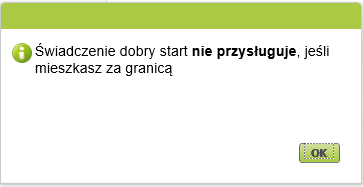 Świadczenie dobry start nie przysługuje, jeśli
mieszkasz za granicą
OK